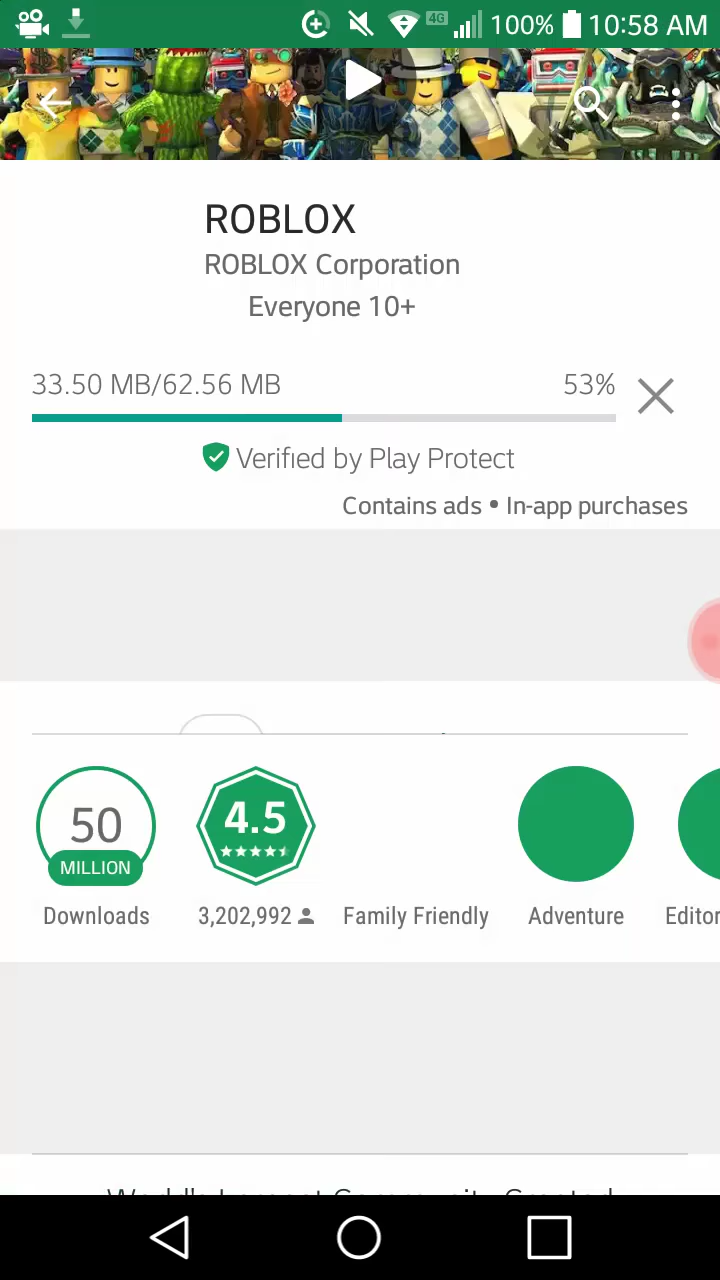 4G 100% 10:58 AM
ROBLOX
ROBLOX Corporation
Everyone 10+
33.50 MB/62.56 MB 53%
Verified by Play Protect
Contains ads • In-app purchases
50
MILLION
4.5
Downloads
3,202,992
Family Friendly
Adventure
Editor